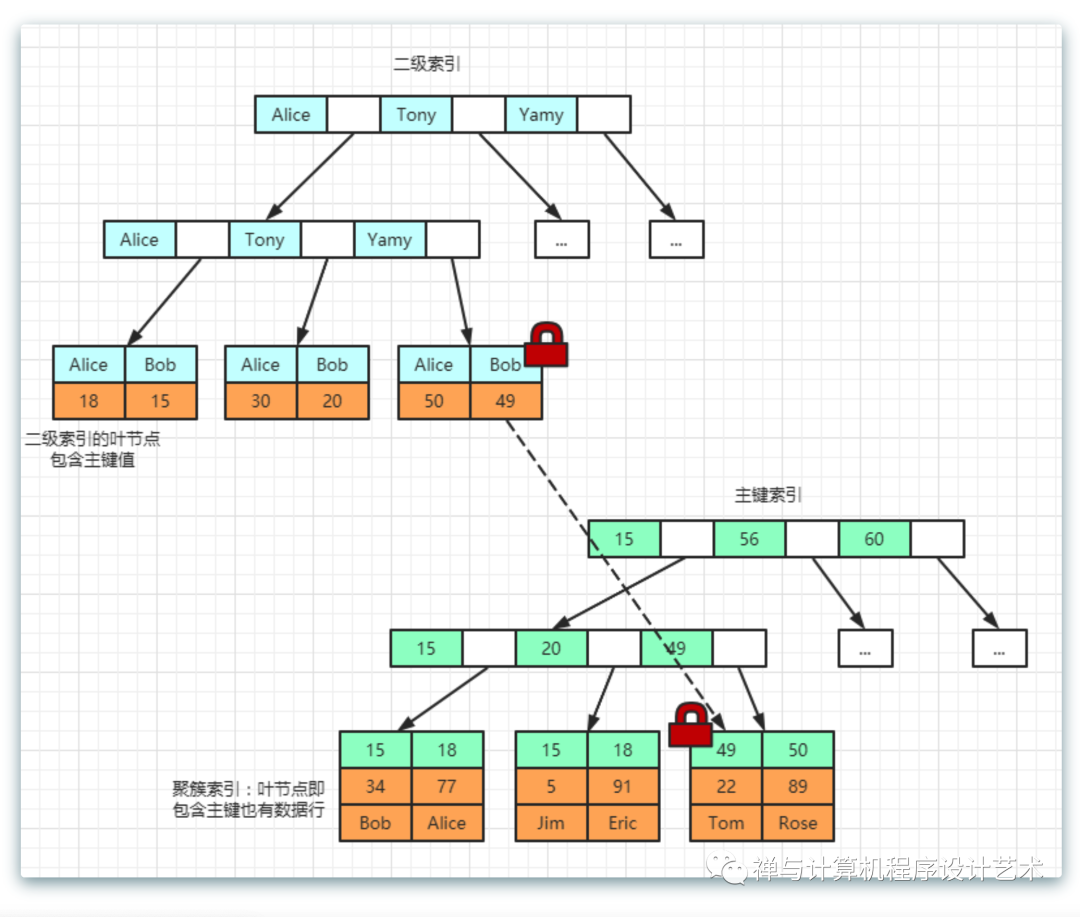 二级索引
Alice Tony Yamy
Alice Tony Yamy ... ...
Alice Bob Alice Bob Alice Bob
18 15 30 20 50 49
二级索引的叶节点
包含主键值
主键索引
15 56 60
15 20 49 ... ...
15 18 15 18 49 50
34 77 5 91 22 89
Bob Alice Jim Eric Tom Rose
聚簇索引：叶节点即
包含主键也有数据行
禅与计算机程序设计艺术